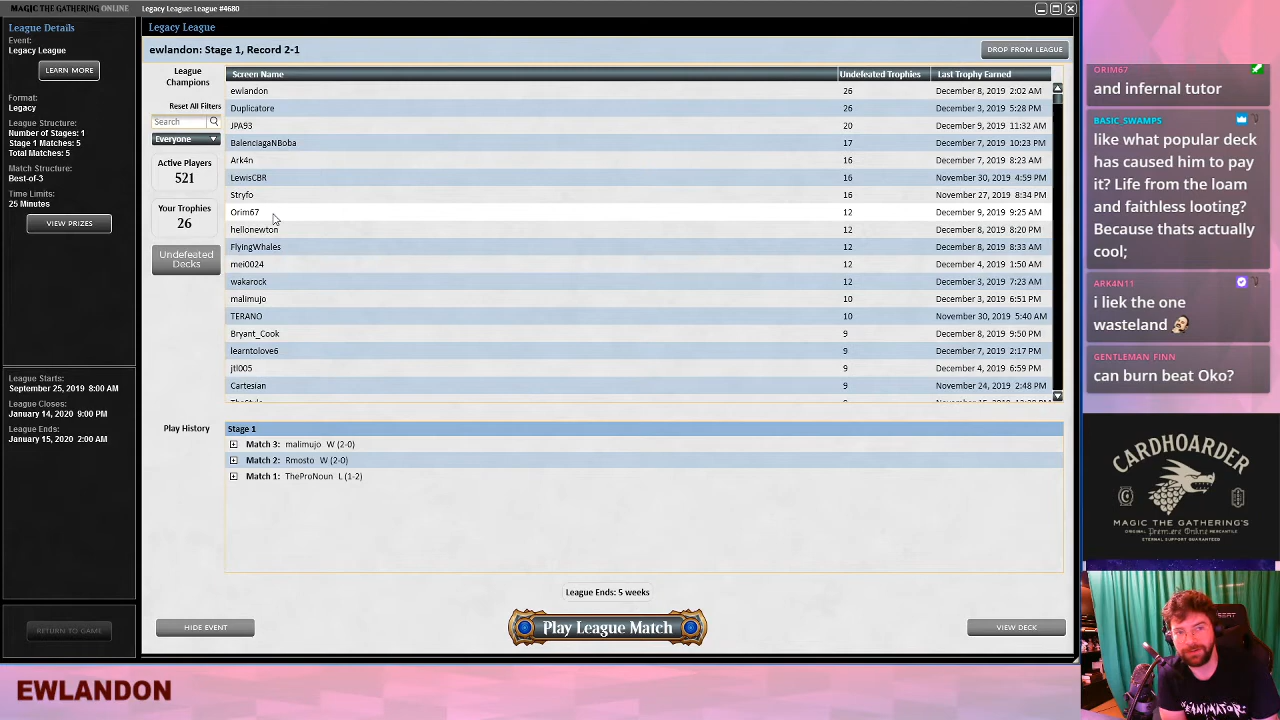 MAGIC THE GATHERING ONLINE
Legacy League: League #4680
League Details
Event:
Legacy League
LEARN MORE
Format:
Legacy
League Structure:
Number of Stages: 1
Stage 1 Matches: 5
Total Matches: 5
Match Structure:
Best-of-3
Time Limits:
25 Minutes
VIEW PRIZES
League Starts:
September 25, 2019 8:00 AM
League Closes:
January 14, 2020 9:00 PM
League Ends:
January 15, 2020 2:00 AM
RETURN TO GAME
Legacy League
ewlandon: Stage 1, Record 2-1
DROP FROM LEAGUE
League
Champions
Reset All Filters
Search
Everyone
Active Players
521
Your Trophies
26
Undefeated
Decks
Screen Name Undefeated Trophies Last Trophy Earned
ewlandon 26 December 8, 2019 2:02 AM
Duplicatore 26 December 3, 2019 5:28 PM
JPA93 20 December 9, 2019 11:32 AM
BalenciagaNBoba 17 December 7, 2019 10:23 PM
Ark4n 16 December 7, 2019 8:23 AM
LewisCBR 16 November 30, 2019 4:59 PM
Stryfo 16 November 27, 2019 8:34 PM
Orim67 12 December 9, 2019 9:25 AM
hellonewton 12 December 8, 2019 8:20 PM
FlyingWhales 12 December 8, 2019 8:33 AM
mei0024 12 December 4, 2019 1:50 AM
wakarock 12 December 3, 2019 7:23 AM
malimujo 10 December 3, 2019 6:51 PM
TERANO 10 November 30, 2019 5:40 AM
Bryant_Cook 9 December 8, 2019 9:50 PM
learntolove6 9 December 7, 2019 2:17 PM
jtl005 9 December 4, 2019 6:59 PM
Cartesian 9 November 24, 2019 2:48 PM
Play History
Stage 1
Match 3: malimujo W (2-0)
Match 2: Rmosto W (2-0)
Match 1: TheProNoun L (1-2)
League Ends: 5 weeks
HIDE EVENT
Play League Match
VIEW DECK
EWLANDON
ORIM67
and infernal tutor
BASIC_SWAMPS
like what popular deck
has caused him to pay
it? Life from the loam
and faithless looting?
Because thats actually
cool;
ARK4N11
i liek the one
wasteland
GENTLEMAN_FINN
can burn beat Oko?
CARDHOARDER
MAGIC THE GATHERING'S
ORIGINAL Premiere Online MERCANTILE
ETERNAL SUPPORT GUARANTEED